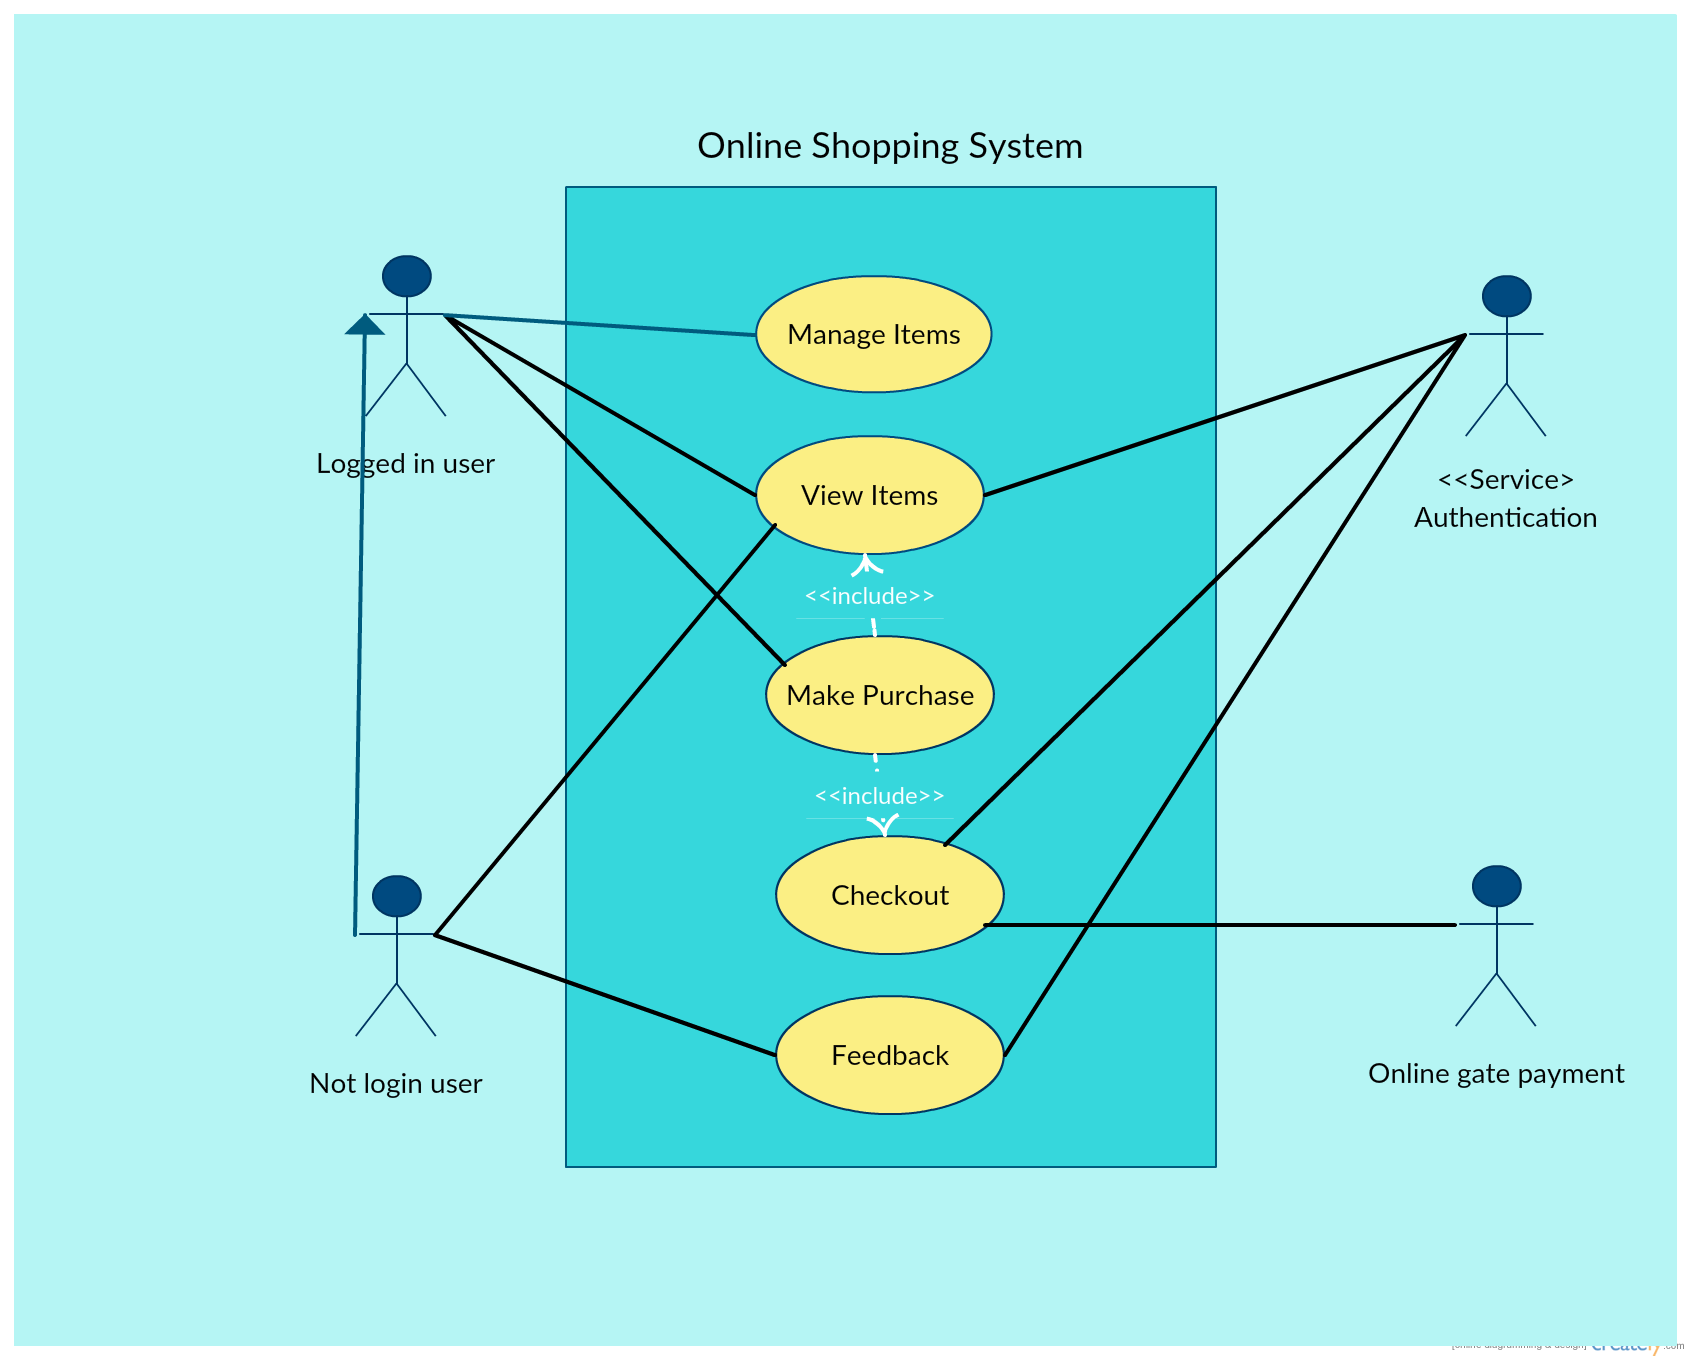 Online Shopping System
Manage Items
Logged in user
View Items
<<Service>
Authentication
<<include>>
Make Purchase
<<include>>
Checkout
Feedback
Not login user
Online gate payment
[online diagramming & design] creately.com